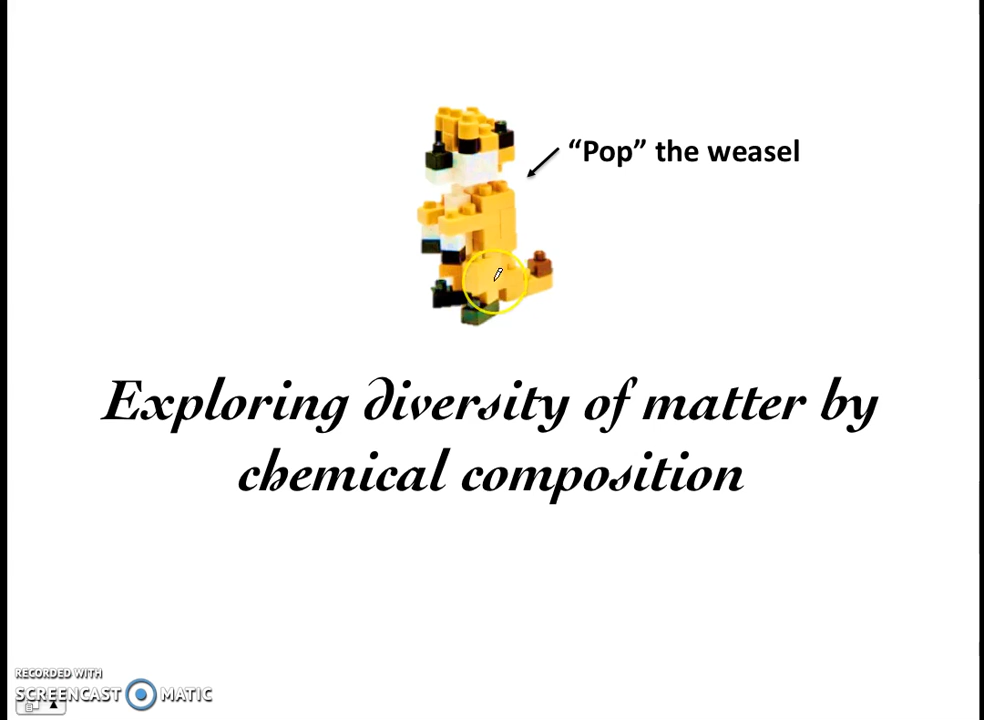 “Pop” the weasel
Exploring diversity of matter by
chemical composition
RECORDED WITH
SCREENCAST MATIC